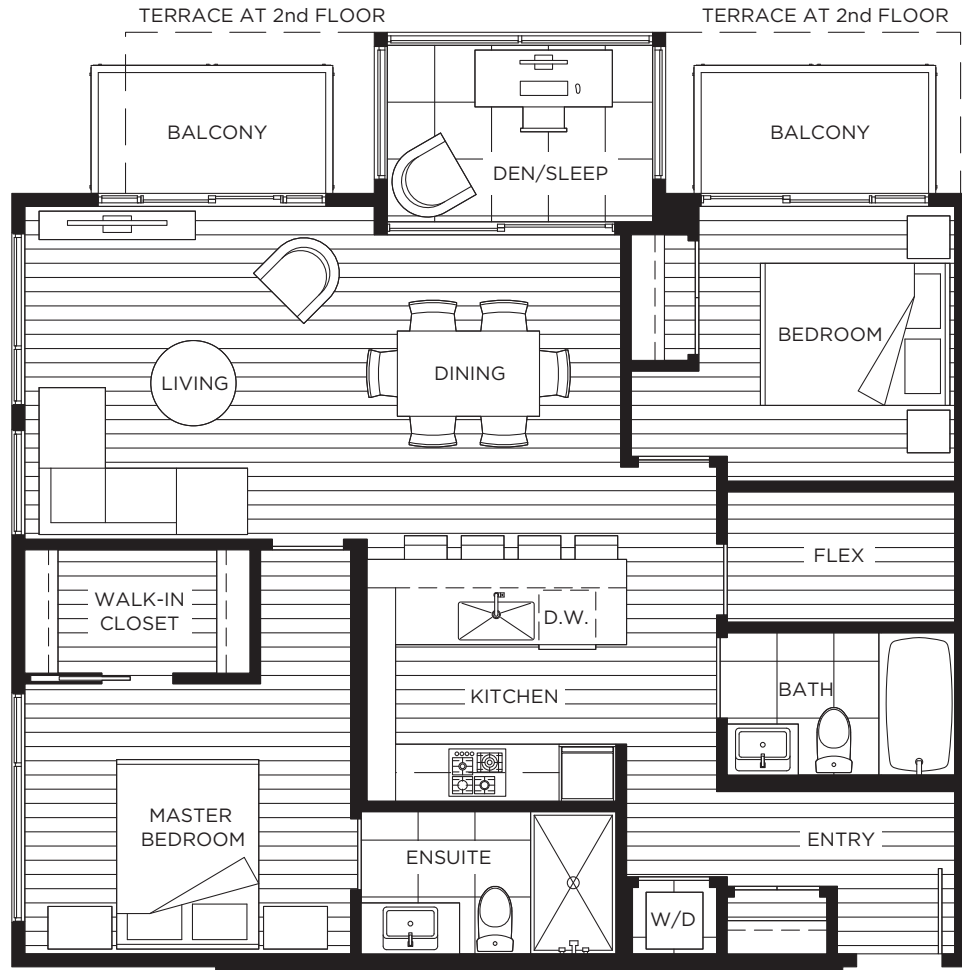 TERRACE AT 2nd FLOOR
TERRACE AT 2nd FLOOR
BALCONY
BALCONY
DEN/SLEEP
BEDROOM
LIVING
DINING
FLEX
WALK-IN
CLOSET
D.W.
KITCHEN
BATH
MASTER
BEDROOM
ENSUITE
ENTRY
W/D